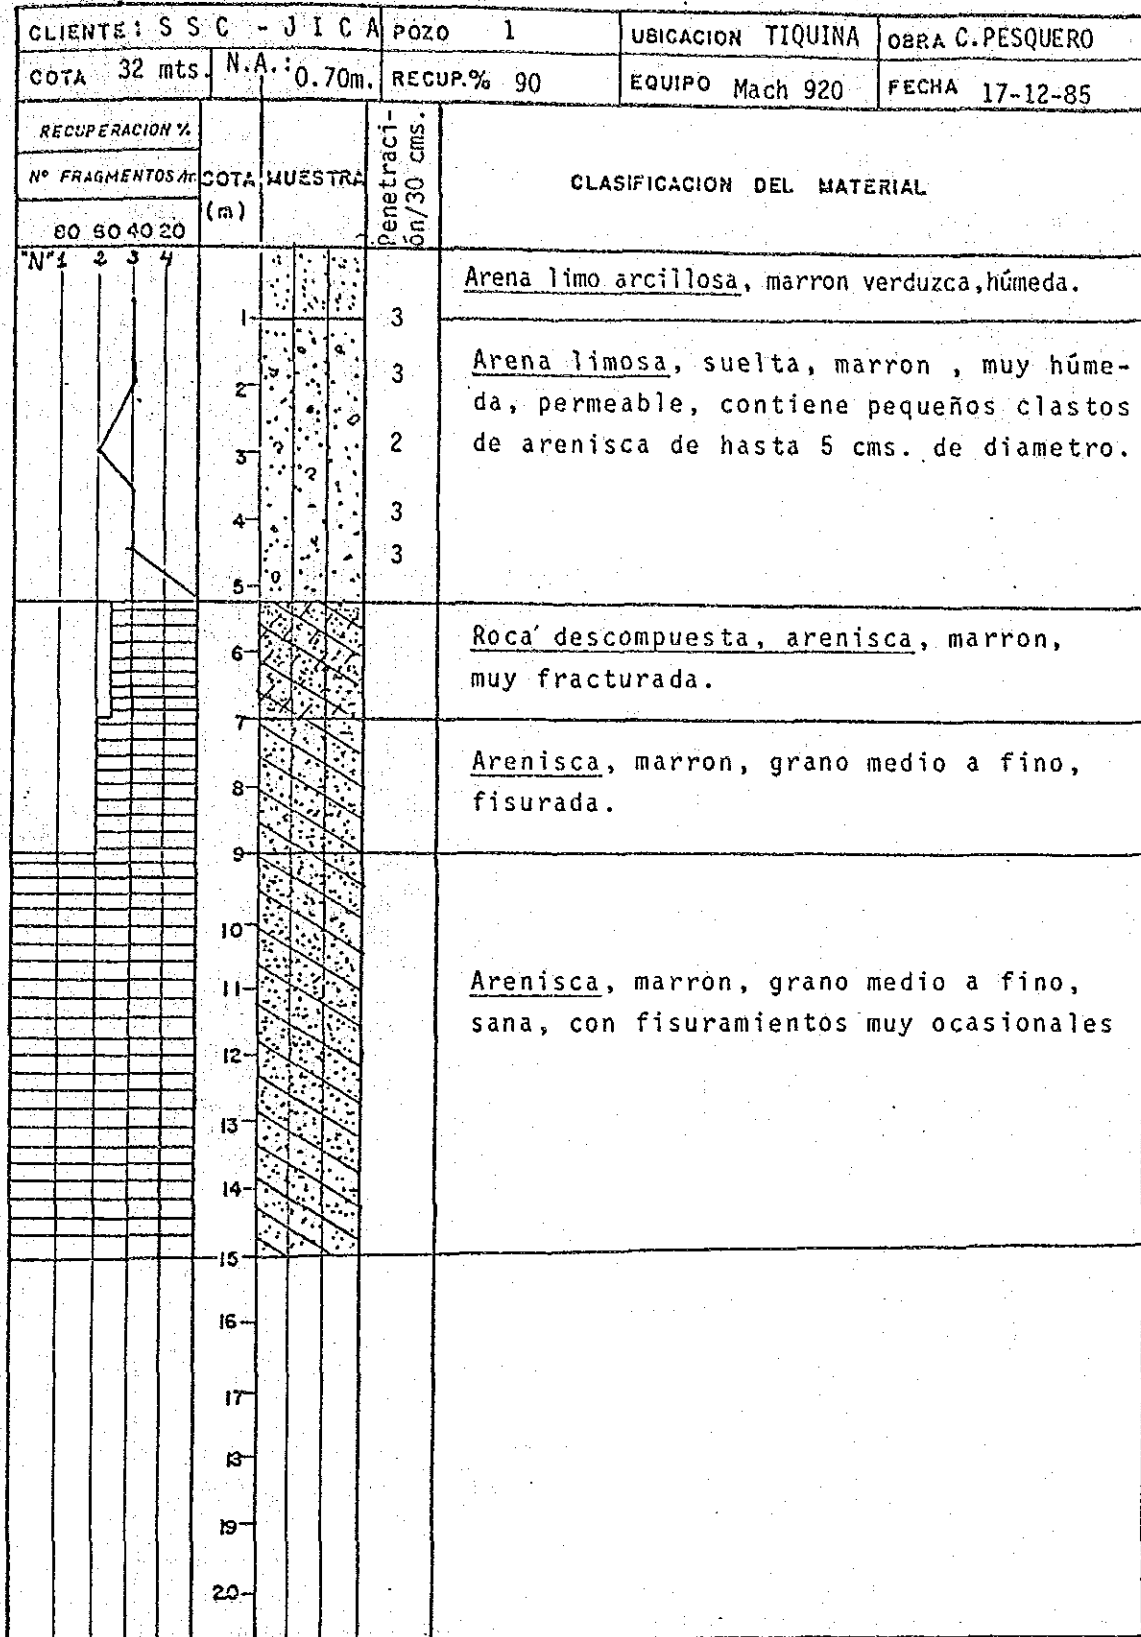 CLIENTE: S S C - J I C A POZO 1 UBICACION TIQUINA OBRA C.PESQUERO
COTA 32 mts. N.A.: 0.70m. RECUP.% 90 EQUIPO Mach 920 FECHA 17-12-85
RECUPERACION %
Nº FRAGMENTOS/
80 60 40 20
COTA
(m)
MUESTRA
Penetraci-
ón/30 cms.
CLASIFICACION DEL MATERIAL
"N" 1 2 3 4
Arena limo arcillosa, marron verduzca,húmeda.
1 3
Arena limosa, suelta, marron , muy húme-
2 3
da, permeable, contiene pequeños clastos
3 2
de arenisca de hasta 5 cms. de diametro.
4 3
3
5
Roca descompuesta, arenisca, marron,
6
muy fracturada.
7
Arenisca, marron, grano medio a fino,
8
fisurada.
9
10
11
Arenisca, marron, grano medio a fino,
sana, con fisuramientos muy ocasionales
12
13
14
15
16
17
19
20